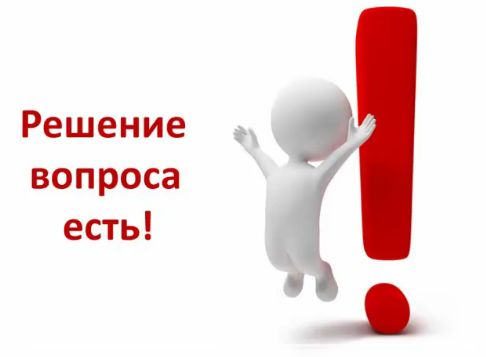 Решение
вопроса
есть!